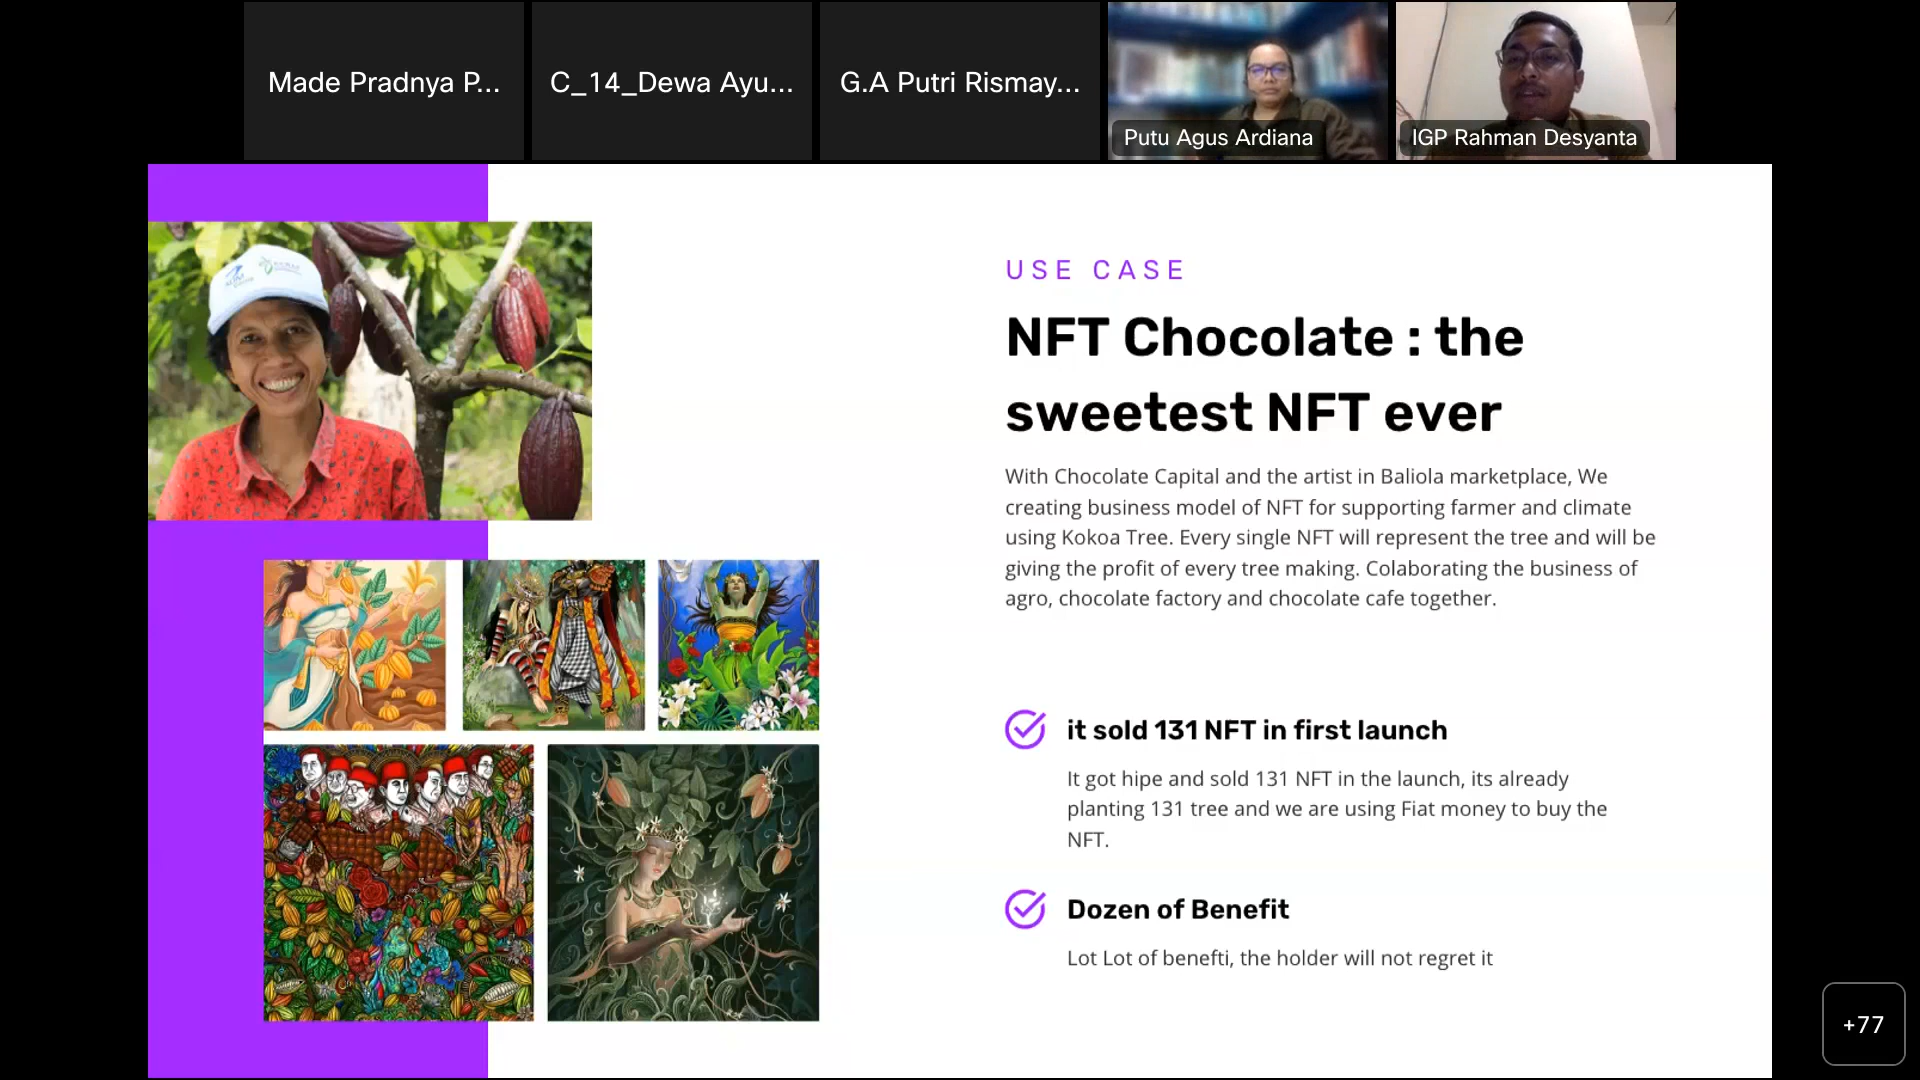 Made Pradnya P...
C_14_Dewa Ayu...
G.A Putri Rismay...
Putu Agus Ardiana
IGP Rahman Desyanta
USE CASE
NFT Chocolate : the
sweetest NFT ever
With Chocolate Capital and the artist in Baliola marketplace, We
creating business model of NFT for supporting farmer and climate
using Kokoa Tree. Every single NFT will represent the tree and will be
giving the profit of every tree making. Colaborating the business of
agro, chocolate factory and chocolate cafe together.
it sold 131 NFT in first launch
It got hipe and sold 131 NFT in the launch, its already
planting 131 tree and we are using Fiat money to buy the
NFT.
Dozen of Benefit
Lot Lot of benefti, the holder will not regret it
+77